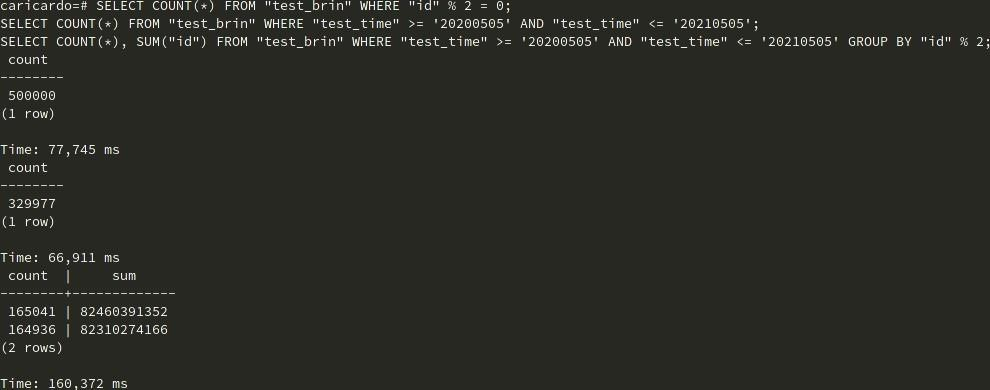 caricardo=# SELECT COUNT(*) FROM "test_brin" WHERE "id" % 2 = 0;
SELECT COUNT(*) FROM "test_brin" WHERE "test_time" >= '20200505' AND "test_time" <= '20210505';
SELECT COUNT(*), SUM("id") FROM "test_brin" WHERE "test_time" >= '20200505' AND "test_time" <= '20210505' GROUP BY "id" % 2;
 count
--------
 500000
(1 row)

Time: 77,745 ms
 count
--------
 329977
(1 row)

Time: 66,911 ms
 count  |     sum
--------+-------------
 165041 | 82460391352
 164936 | 82310274166
(2 rows)

Time: 160,372 ms